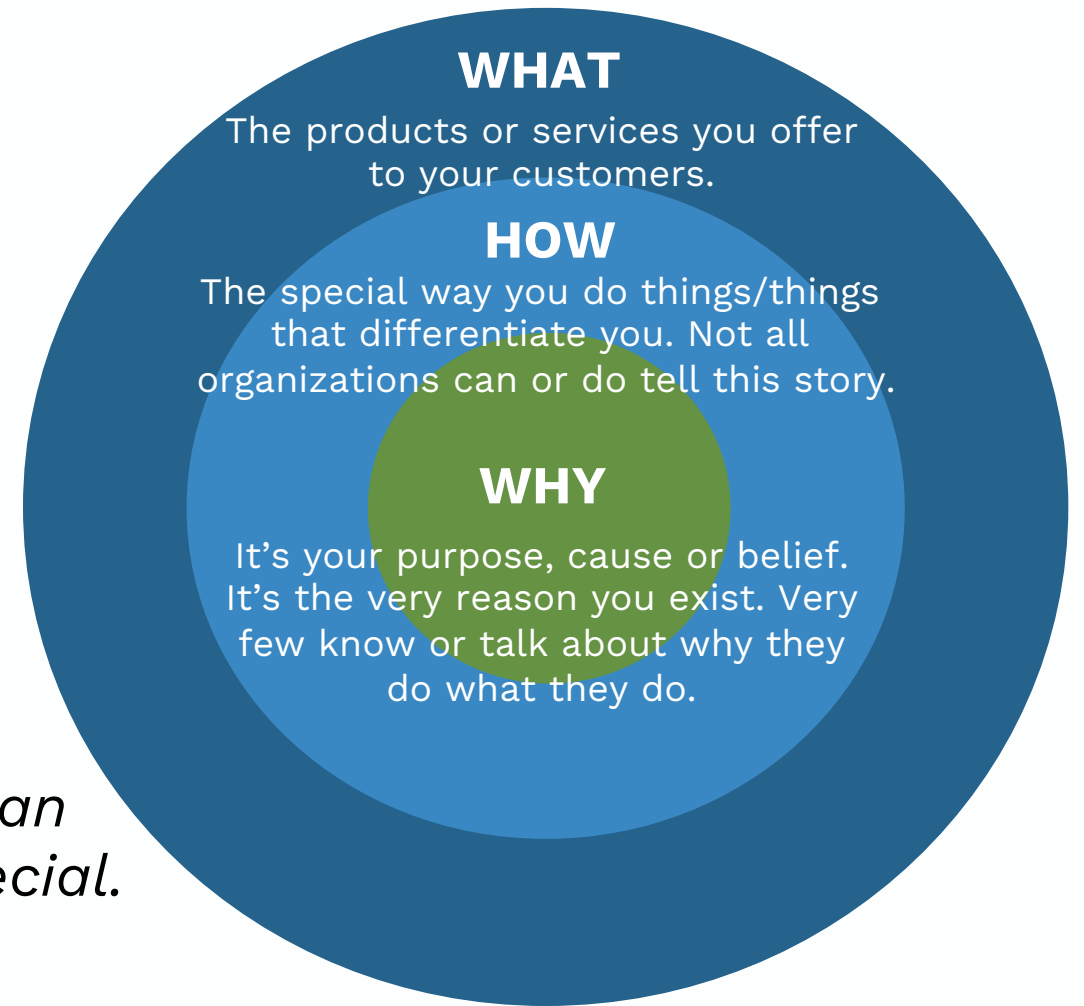 WHAT
The products or services you offer
to your customers.
HOW
The special way you do things/things
that differentiate you. Not all
organizations can or do tell this story.
WHY
It’s your purpose, cause or belief.
It’s the very reason you exist. Very
few know or talk about why they
do what they do.
an
ecial.